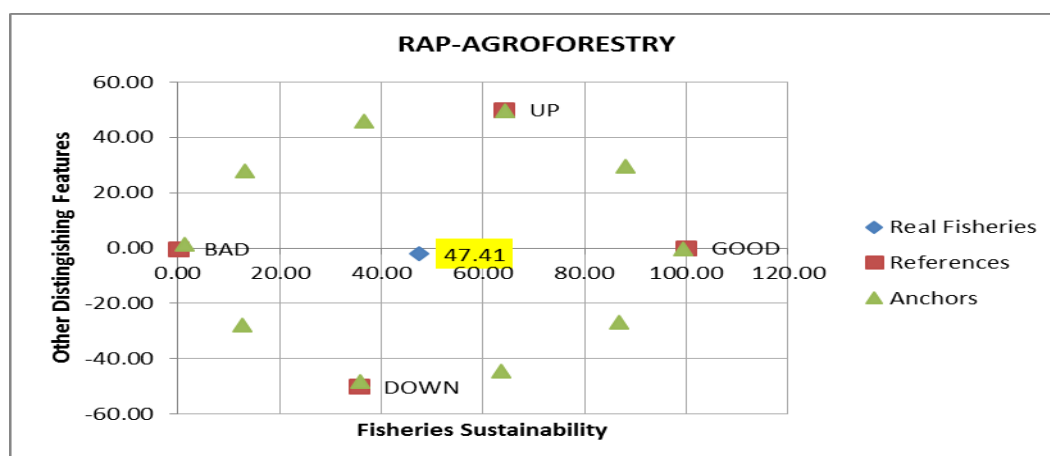 RAP-AGROFORESTRY
60.00
UP
40.00
20.00
0.00
BAD
47.41
GOOD
0.00 20.00 40.00 60.00 80.00 100.00 120.00
-20.00
-40.00
DOWN
-60.00
Other Distingishing Features
Fisheries Sustainability
Real Fisheries
References
Anchors